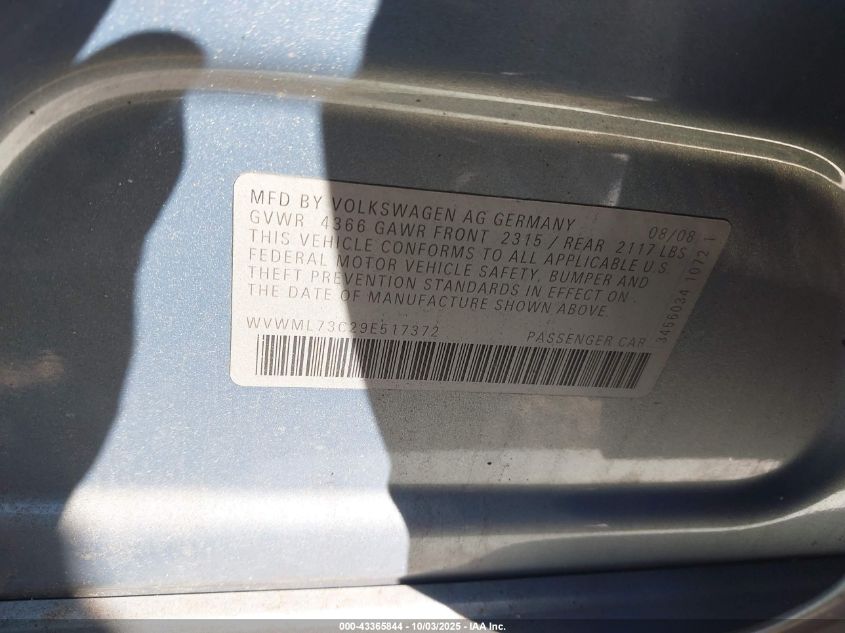 MFD BY VOLKSWAGEN AG GERMANY 08/08
GVWR 4366 GAWR FRONT 2315 / REAR 2117 LBS
THIS VEHICLE CONFORMS TO ALL APPLICABLE U.S.
FEDERAL MOTOR VEHICLE SAFETY, BUMPER AND
THEFT PREVENTION STANDARDS IN EFFECT ON
THE DATE OF MANUFACTURE SHOWN ABOVE.
WVWML73C29E517372 PASSENGER CAR
3456034 1072 I
000-43365844 - 10/03/2025 - IAA Inc.